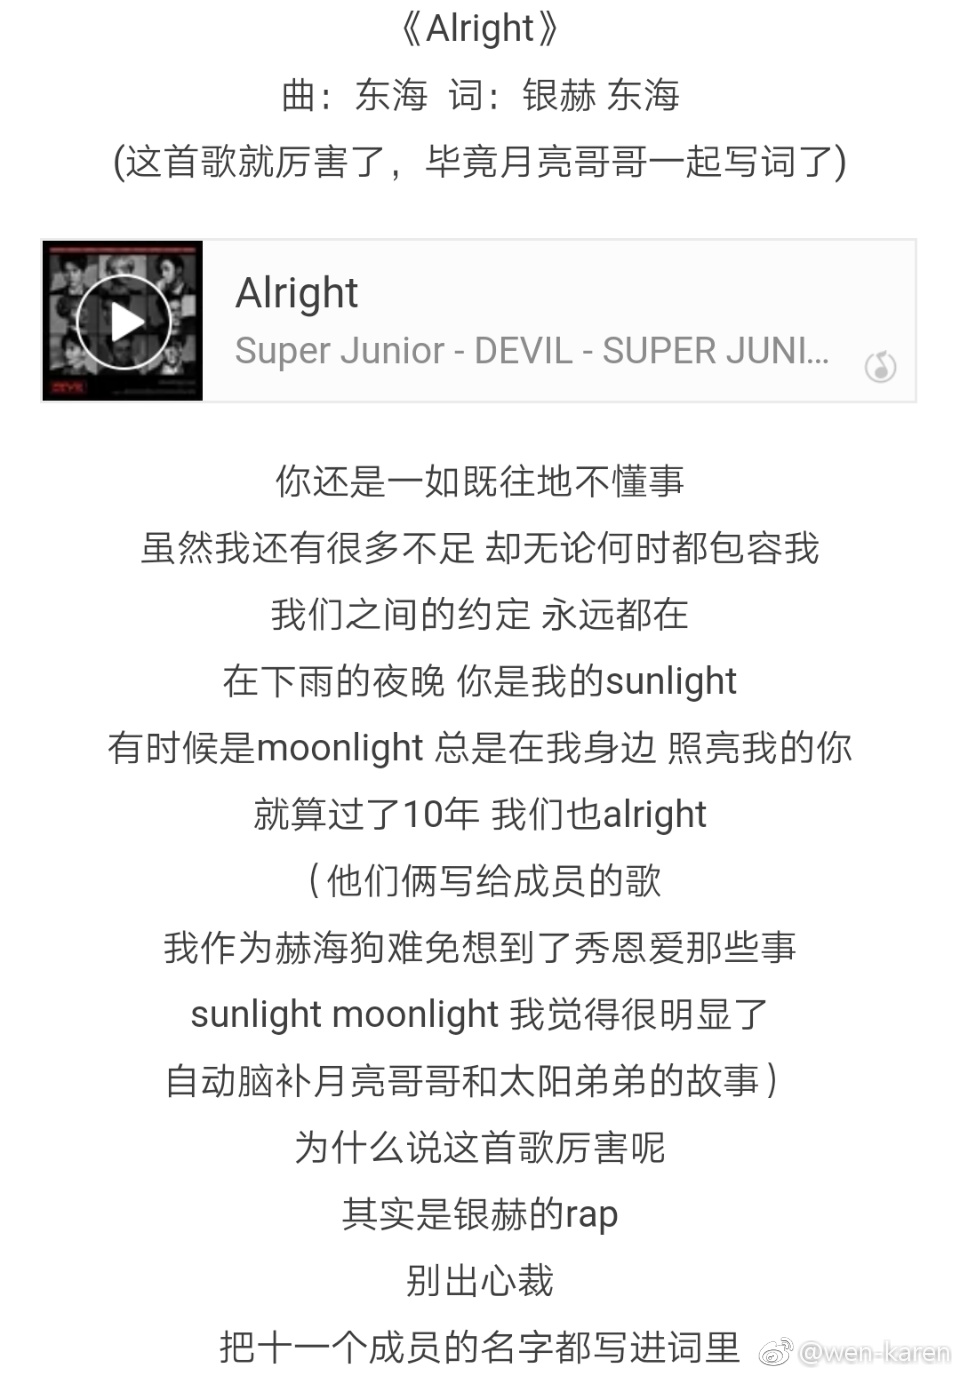 《Alright》
曲：东海 词：银赫 东海
(这首歌就厉害了，毕竟月亮哥哥一起写词了)
Alright
Super Junior - DEVIL - SUPER JUNI...
DEVIL
你还是一如既往地不懂事
虽然我还有很多不足 却无论何时都包容我
我们之间的约定 永远都在
在下雨的夜晚 你是我的sunlight
有时候是moonlight 总是在我身边 照亮我的你
就算过了10年 我们也alright
（他们俩写给成员的歌
我作为赫海狗难免想到了秀恩爱那些事
sunlight moonlight 我觉得很明显了
自动脑补月亮哥哥和太阳弟弟的故事）
为什么说这首歌厉害呢
其实是银赫的rap
别出心裁
把十一个成员的名字都写进词里
@wen-karen